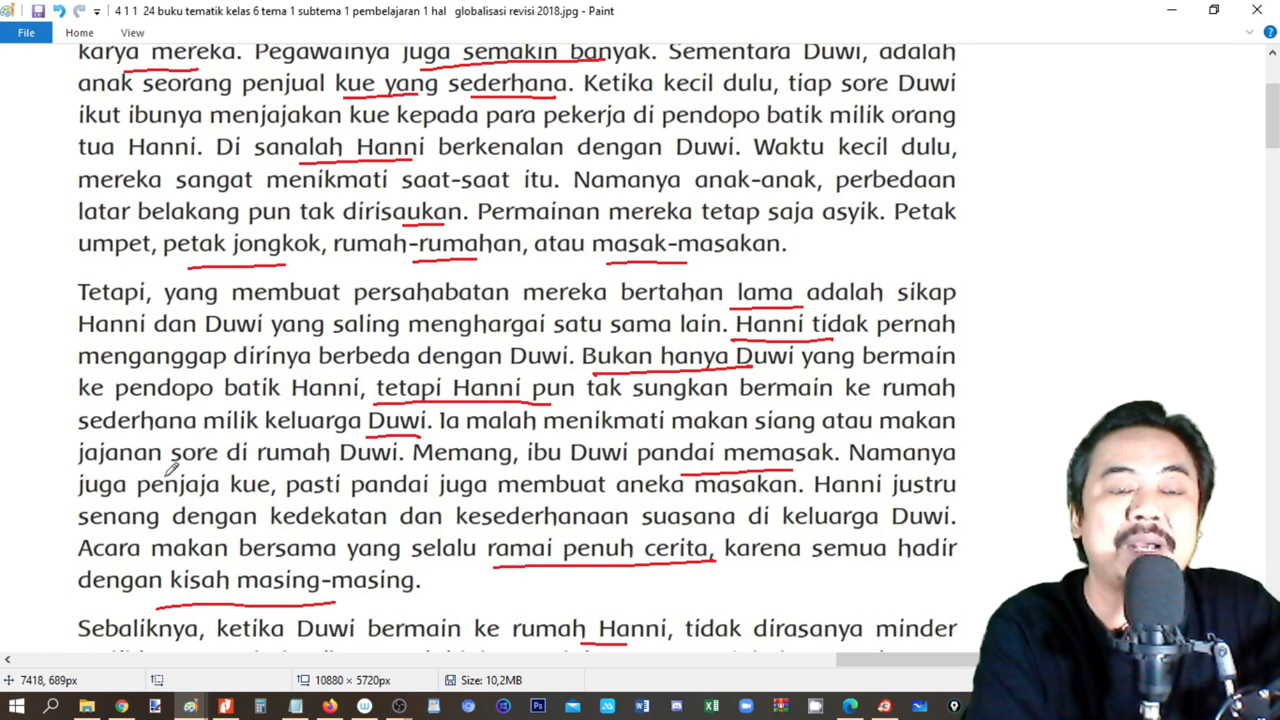 4 1 1 24 buku tematik kelas 6 tema 1 subtema 1 pembelajaran 1 hal globalisasi revisi 2018.jpg - Paint
File Home View
karya mereka. Pegawainya juga semakin banyak. Sementara Duwi, adalah
anak seorang penjual kue yang sederhana. Ketika kecil dulu, tiap sore Duwi
ikut ibunya menjajakan kue kepada para pekerja di pendopo batik milik orang
tua Hanni. Di sanalah Hanni berkenalan dengan Duwi. Waktu kecil dulu,
mereka sangat menikmati saat-saat itu. Namanya anak-anak, perbedaan
latar belakang pun tak dirisaukan. Permainan mereka tetap saja asyik. Petak
umpet, petak jongkok, rumah-rumahan, atau masak-masakan.
Tetapi, yang membuat persahabatan mereka bertahan lama adalah sikap
Hanni dan Duwi yang saling menghargai satu sama lain. Hanni tidak pernah
menganggap dirinya berbeda dengan Duwi. Bukan hanya Duwi yang bermain
ke pendopo batik Hanni, tetapi Hanni pun tak sungkan bermain ke rumah
sederhana milik keluarga Duwi. Ia malah menikmati makan siang atau makan
jajanan sore di rumah Duwi. Memang, ibu Duwi pandai memasak. Namanya
juga penjaja kue, pasti pandai juga membuat aneka masakan. Hanni justru
senang dengan kedekatan dan kesederhanaan suasana di keluarga Duwi.
Acara makan bersama yang selalu ramai penuh cerita, karena semua hadir
dengan kisah masing-masing.
Sebaliknya, ketika Duwi bermain ke rumah Hanni, tidak dirasanya minder
7418, 689px 10880 × 5720px Size: 10,2MB